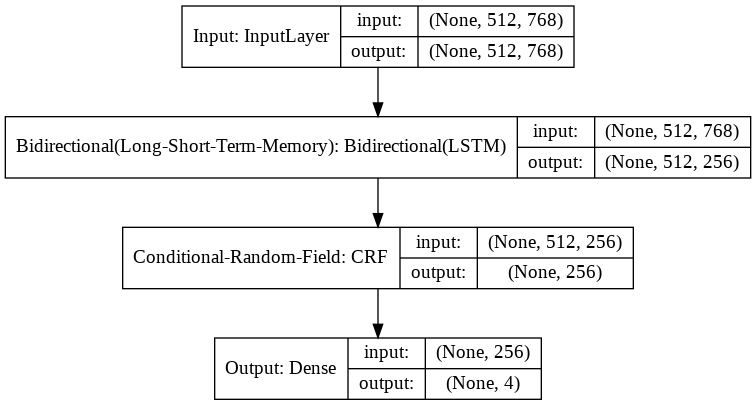 Input: InputLayer
input: (None, 512, 768)
output: (None, 512, 768)
Bidirectional(Long-Short-Term-Memory): Bidirectional(LSTM)
input: (None, 512, 768)
output: (None, 512, 256)
Conditional-Random-Field: CRF
input: (None, 512, 256)
output: (None, 256)
Output: Dense
input: (None, 256)
output: (None, 4)